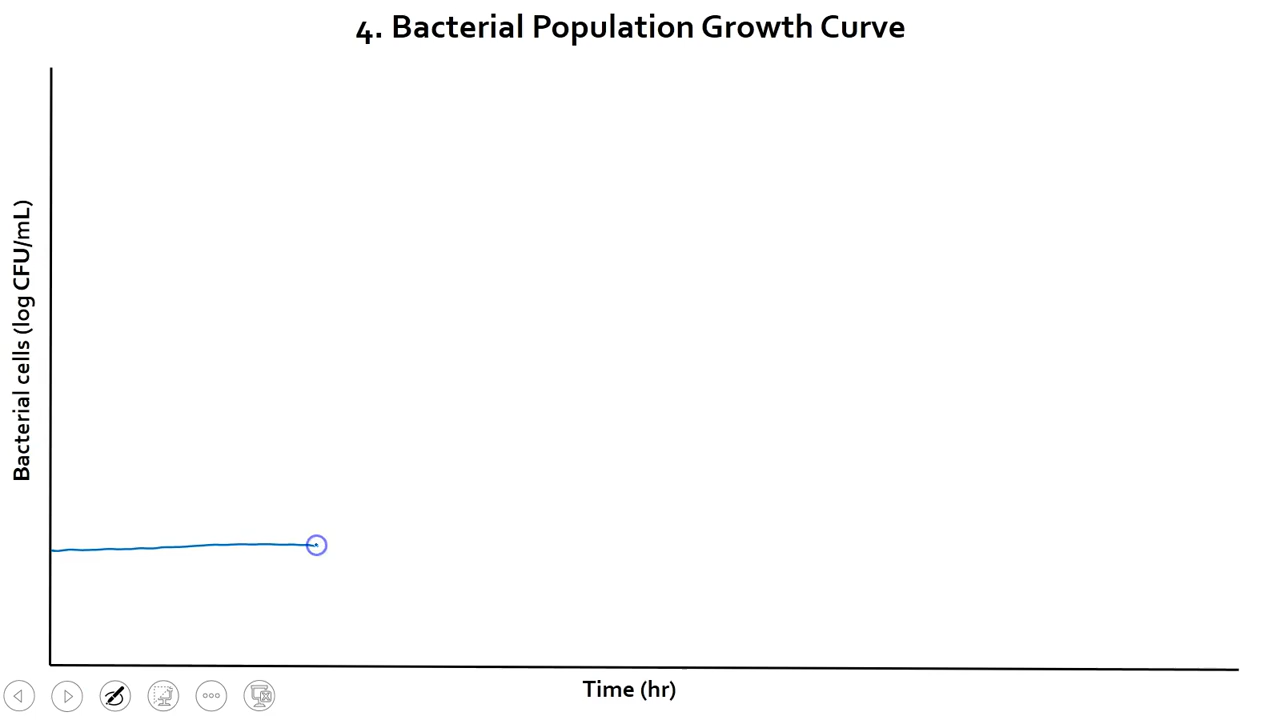 4. Bacterial Population Growth Curve
Bacterial cells (log CFU/mL)
Time (hr)